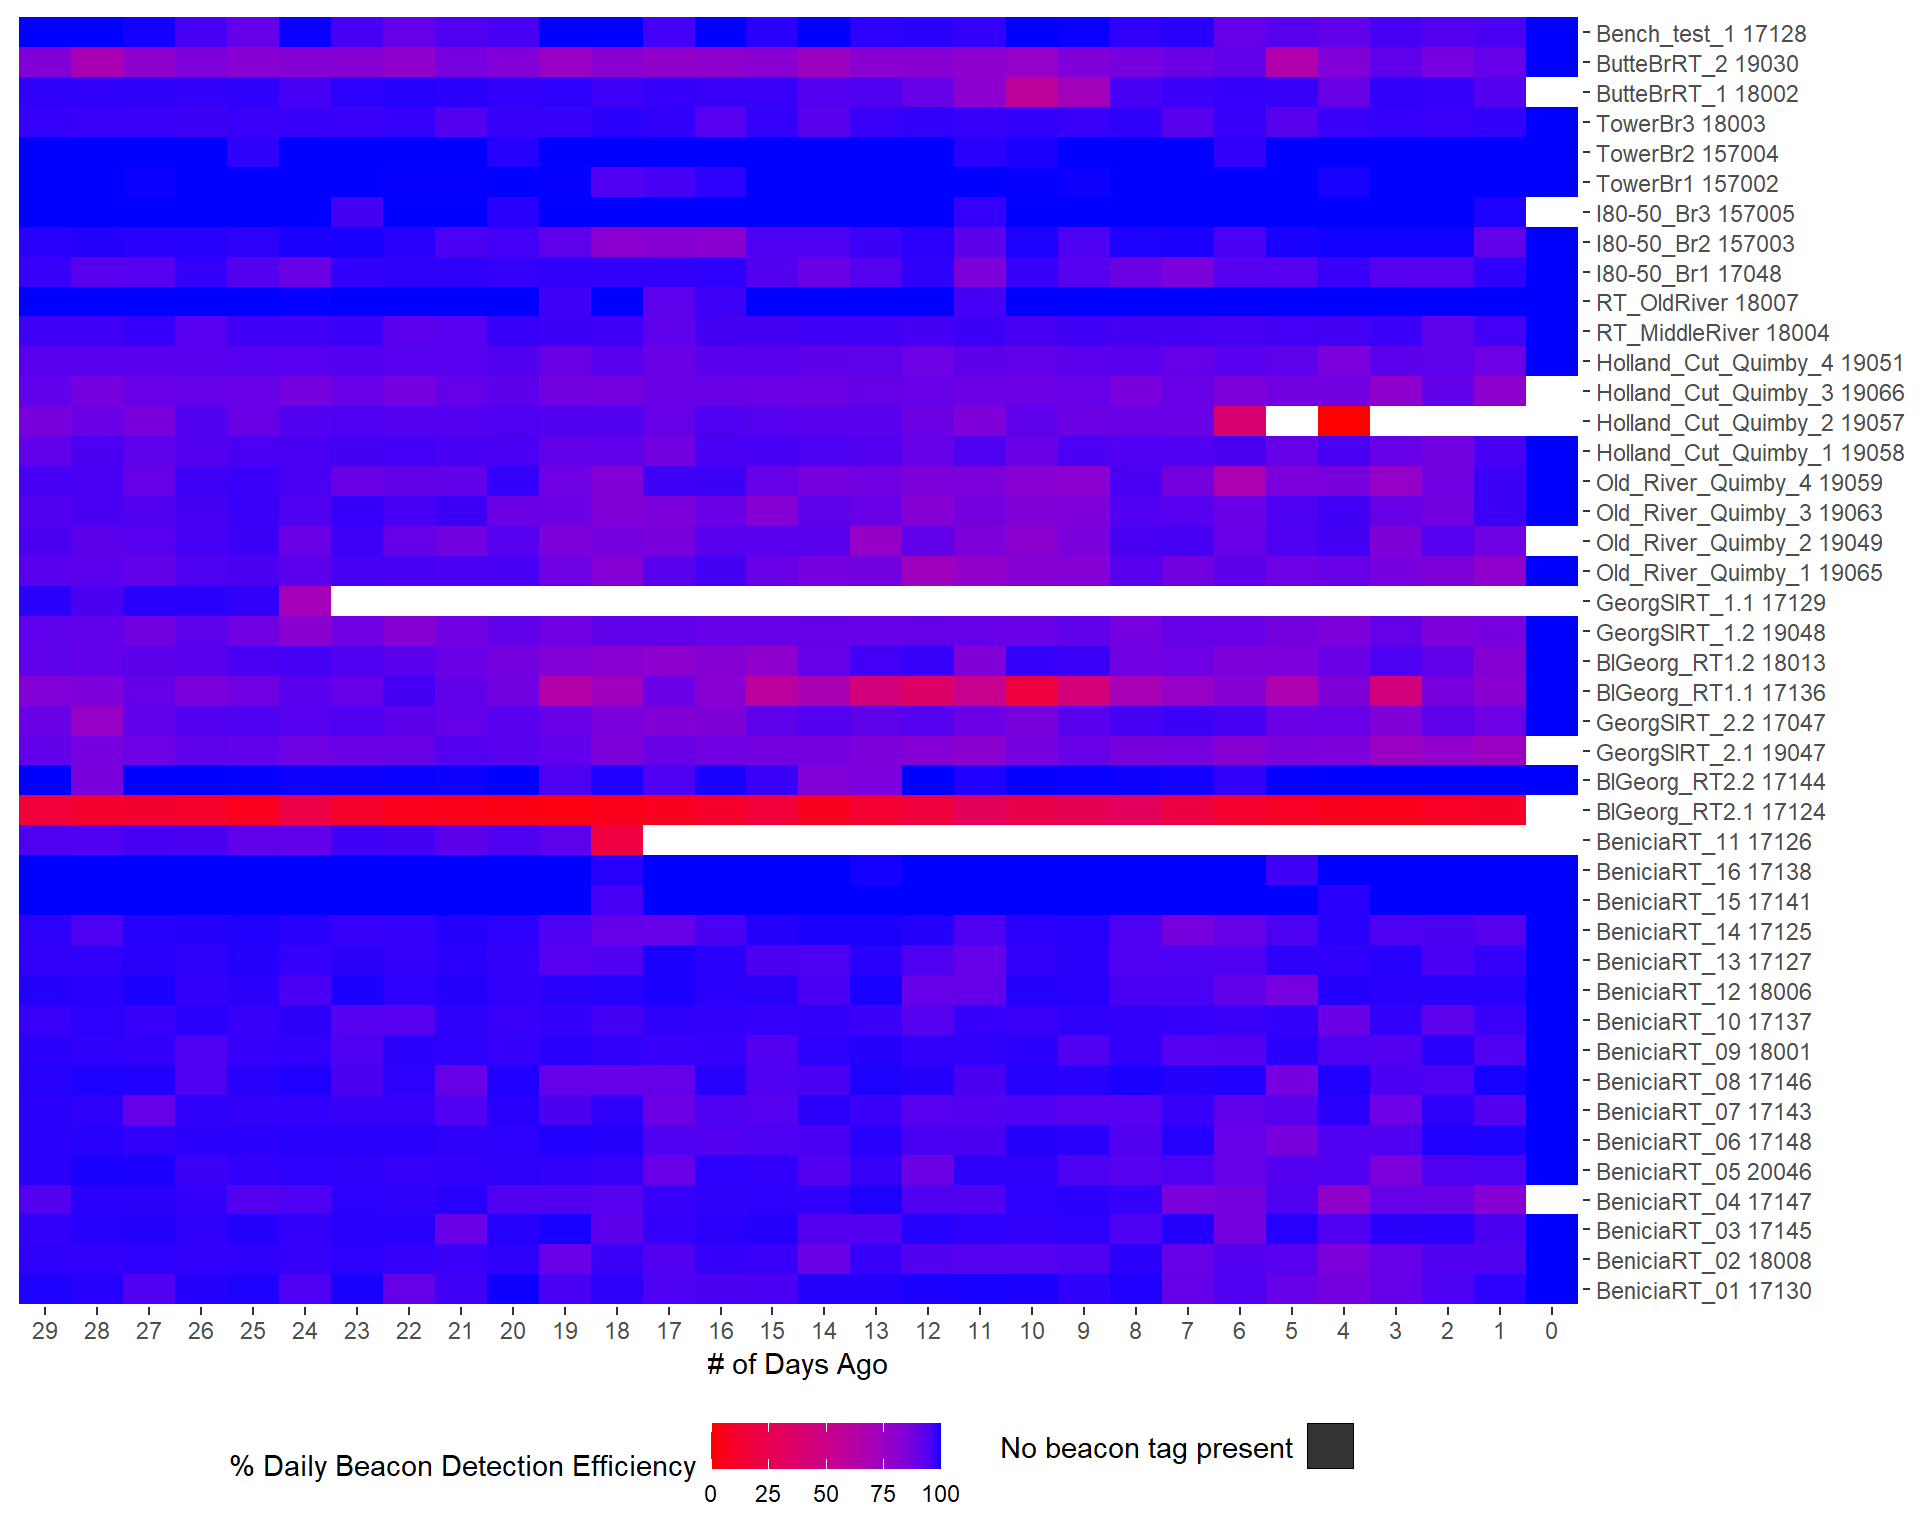 Bench_test_1 17128
ButteBrRT_2 19030
ButteBrRT_1 18002
TowerBr3 18003
TowerBr2 157004
TowerBr1 157002
I80-50_Br3 157005
I80-50_Br2 157003
I80-50_Br1 17048
RT_OldRiver 18007
RT_MiddleRiver 18004
Holland_Cut_Quimby_4 19051
Holland_Cut_Quimby_3 19066
Holland_Cut_Quimby_2 19057
Holland_Cut_Quimby_1 19058
Old_River_Quimby_4 19059
Old_River_Quimby_3 19063
Old_River_Quimby_2 19049
Old_River_Quimby_1 19065
GeorgSlRT_1.1 17129
GeorgSlRT_1.2 19048
BlGeorg_RT1.2 18013
BlGeorg_RT1.1 17136
GeorgSlRT_2.2 17047
GeorgSlRT_2.1 19047
BlGeorg_RT2.2 17144
BlGeorg_RT2.1 17124
BeniciaRT_11 17126
BeniciaRT_16 17138
BeniciaRT_15 17141
BeniciaRT_14 17125
BeniciaRT_13 17127
BeniciaRT_12 18006
BeniciaRT_10 17137
BeniciaRT_09 18001
BeniciaRT_08 17146
BeniciaRT_07 17143
BeniciaRT_06 17148
BeniciaRT_05 20046
BeniciaRT_04 17147
BeniciaRT_03 17145
BeniciaRT_02 18008
BeniciaRT_01 17130
29 28 27 26 25 24 23 22 21 20 19 18 17 16 15 14 13 12 11 10 9 8 7 6 5 4 3 2 1 0
# of Days Ago
% Daily Beacon Detection Efficiency
0 25 50 75 100
No beacon tag present